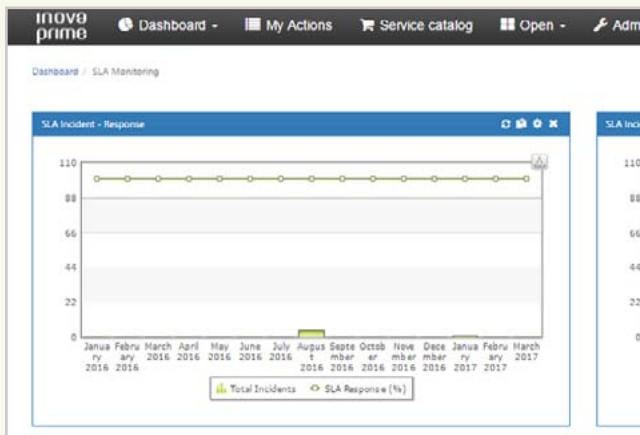 inova
prime
Dashboard
My Actions
Service catalog
Open
Adm
Dashboard / SLA Monitoring
SLA Incident - Response
SLA Inci
110
88
66
44
22
0
Janua
ry
2016
Febru
ary
2016
March
2016
April
2016
May
2016
June
2016
July
2016
Augus
t
2016
Septe
mber
2016
Octob
er
2016
Nove
mber
2016
Dece
mber
2016
Janua
ry
2017
Febru
ary
2017
March
2017
Total Incidents
SLA Response (%)
110
88
66
44
22
0